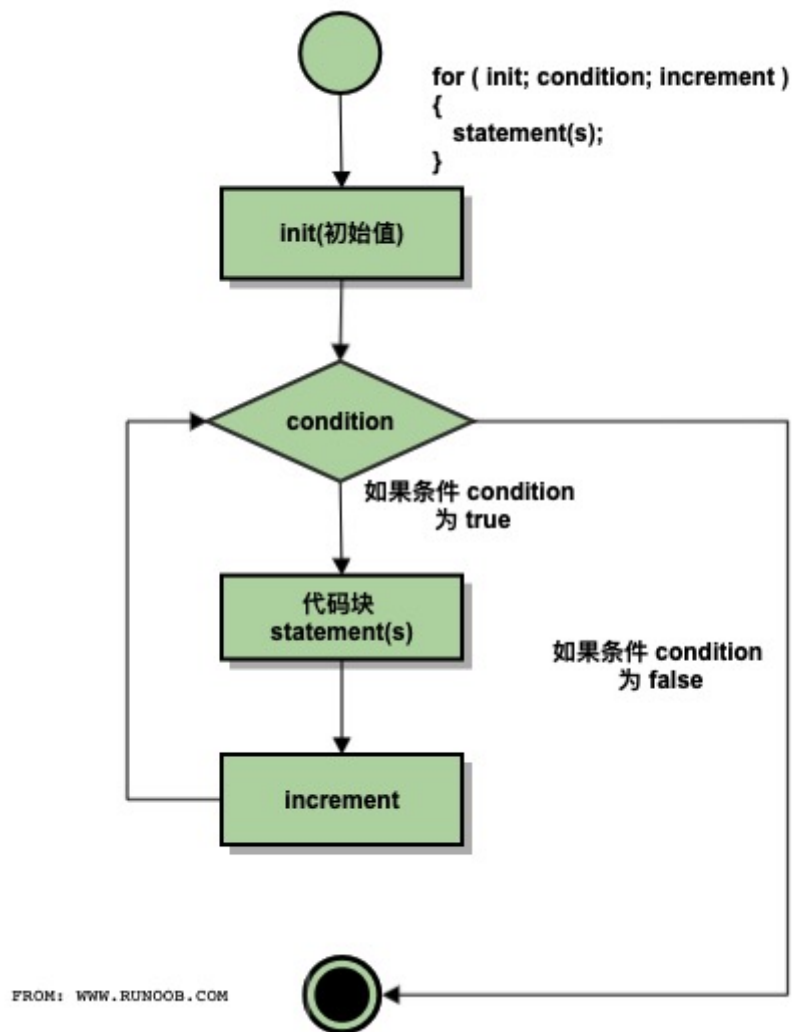 for ( init; condition; increment )
{
statement(s);
}
init(初始值)
condition
如果条件 condition
为 true
代码块
statement(s)
如果条件 condition
为 false
increment
FROM: WWW.RUNOOB.COM